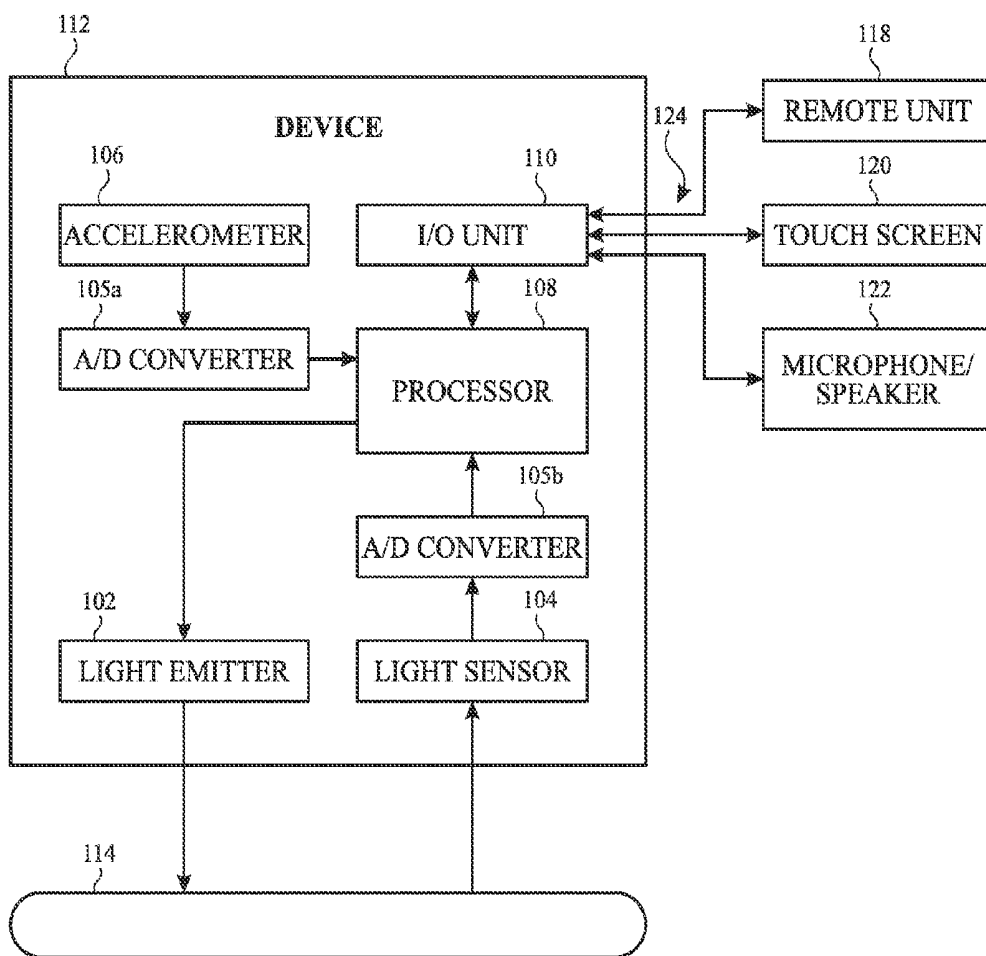 112
118
DEVICE
124
REMOTE UNIT
106
110
120
ACCELEROMETER
I/O UNIT
TOUCH SCREEN
105a
108
122
A/D CONVERTER
PROCESSOR
MICROPHONE/
SPEAKER
105b
A/D CONVERTER
102
104
LIGHT EMITTER
LIGHT SENSOR
114